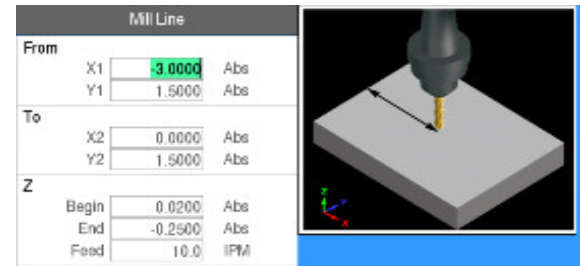 Mill Line
From
X1 -3.0000 Abs
Y1 1.5000 Abs
To
X2 0.0000 Abs
Y2 1.5000 Abs
Z
Begin 0.0200 Abs
End -0.2500 Abs
Feed 10.0 IPM
z
Y
x